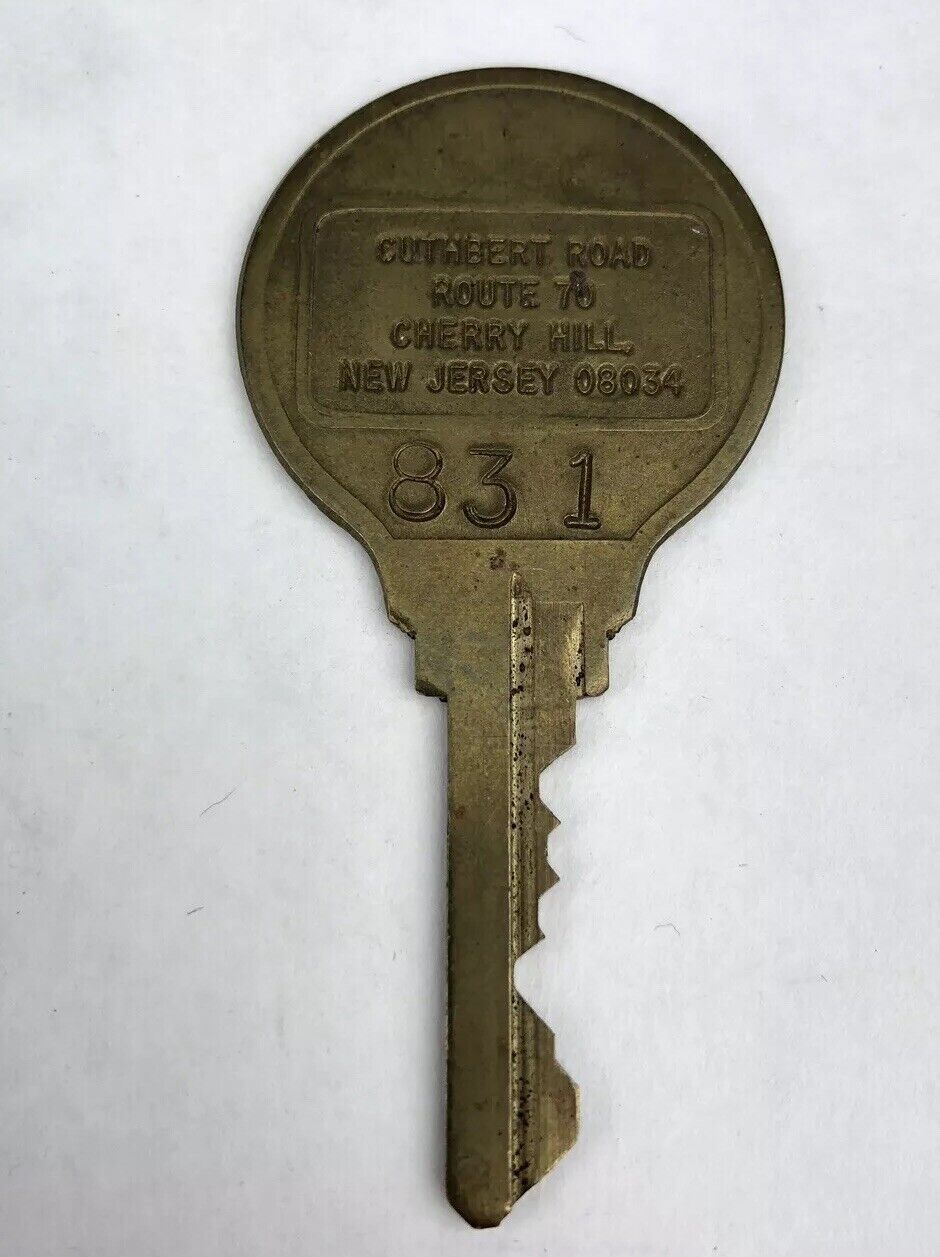 CUTHBERT ROAD
ROUTE 70
CHERRY HILL,
NEW JERSEY 08034
831